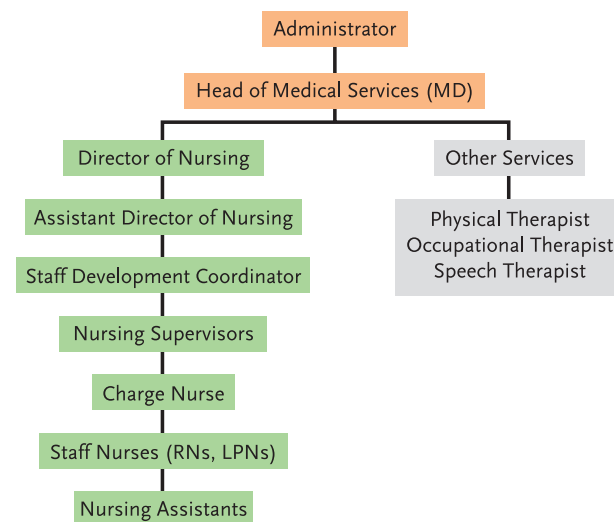 Administrator
Head of Medical Services (MD)
Director of Nursing
Other Services
Assistant Director of Nursing
Physical Therapist
Occupational Therapist
Speech Therapist
Staff Development Coordinator
Nursing Supervisors
Charge Nurse
Staff Nurses (RNs, LPNs)
Nursing Assistants